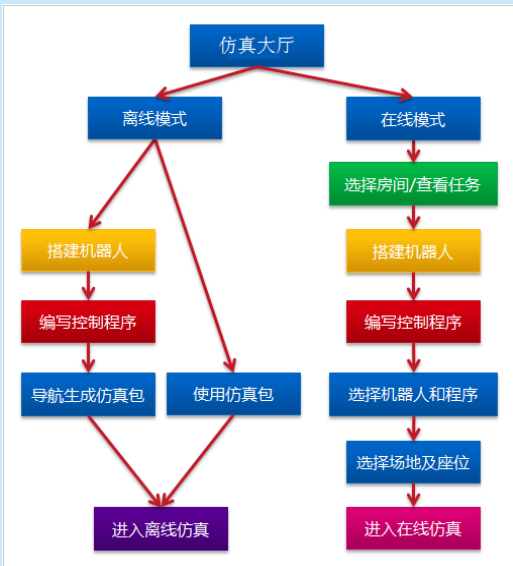 仿真大厅
离线模式
在线模式
选择房间/查看任务
搭建机器人
搭建机器人
编写控制程序
编写控制程序
导航生成仿真包
使用仿真包
选择机器人和程序
选择场地及座位
进入离线仿真
进入在线仿真